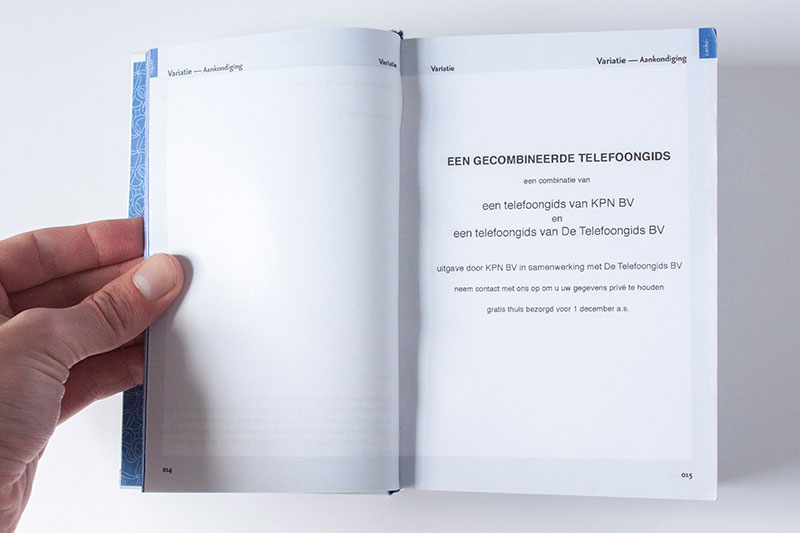 Variatie — Aankondiging
Variatie
014
Variatie
Variatie — Aankondiging
EEN GECOMBINEERDE TELEFOONGIDS
een combinatie van
een telefoongids van KPN BV
en
een telefoongids van De Telefoongids BV
uitgave door KPN BV in samenwerking met De Telefoongids BV
neem contact met ons op om u uw gegevens privé te houden
gratis thuis bezorgd voor 1 december a.s.
015